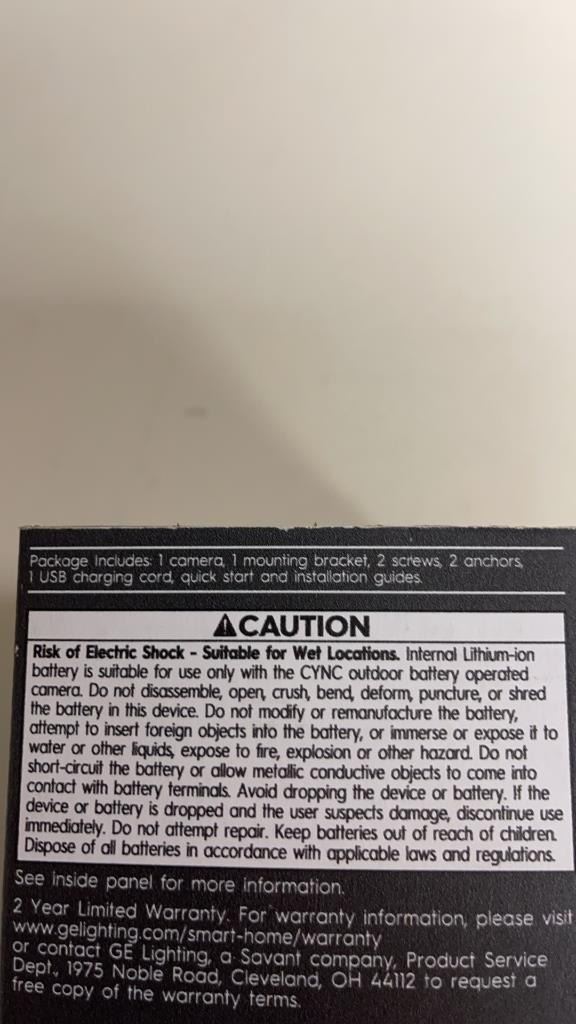 Package Includes: 1 camera, 1 mounting bracket, 2 screws, 2 anchors,
1 USB charging cord, quick start and installation guides.
⚠CAUTION
Risk of Electric Shock - Suitable for Wet Locations. Internal Lithium-ion
battery is suitable for use only with the CYNC outdoor battery operated
camera. Do not disassemble, open, crush, bend, deform, puncture, or shred
the battery in this device. Do not modify or remanufacture the battery,
attempt to insert foreign objects into the battery, or immerse or expose it to
water or other liquids, expose to fire, explosion or other hazard. Do not
short-circuit the battery or allow metallic conductive objects to come into
contact with battery terminals. Avoid dropping the device or battery. If the
device or battery is dropped and the user suspects damage, discontinue use
immediately. Do not attempt repair. Keep batteries out of reach of children.
Dispose of all batteries in accordance with applicable laws and regulations.
See inside panel for more information.
2 Year Limited Warranty. For warranty information, please visit
www.gelighting.com/smart-home/warranty
or contact GE Lighting, a Savant company, Product Service
Dept., 1975 Noble Road, Cleveland, OH 44112 to request a
free copy of the warranty terms.